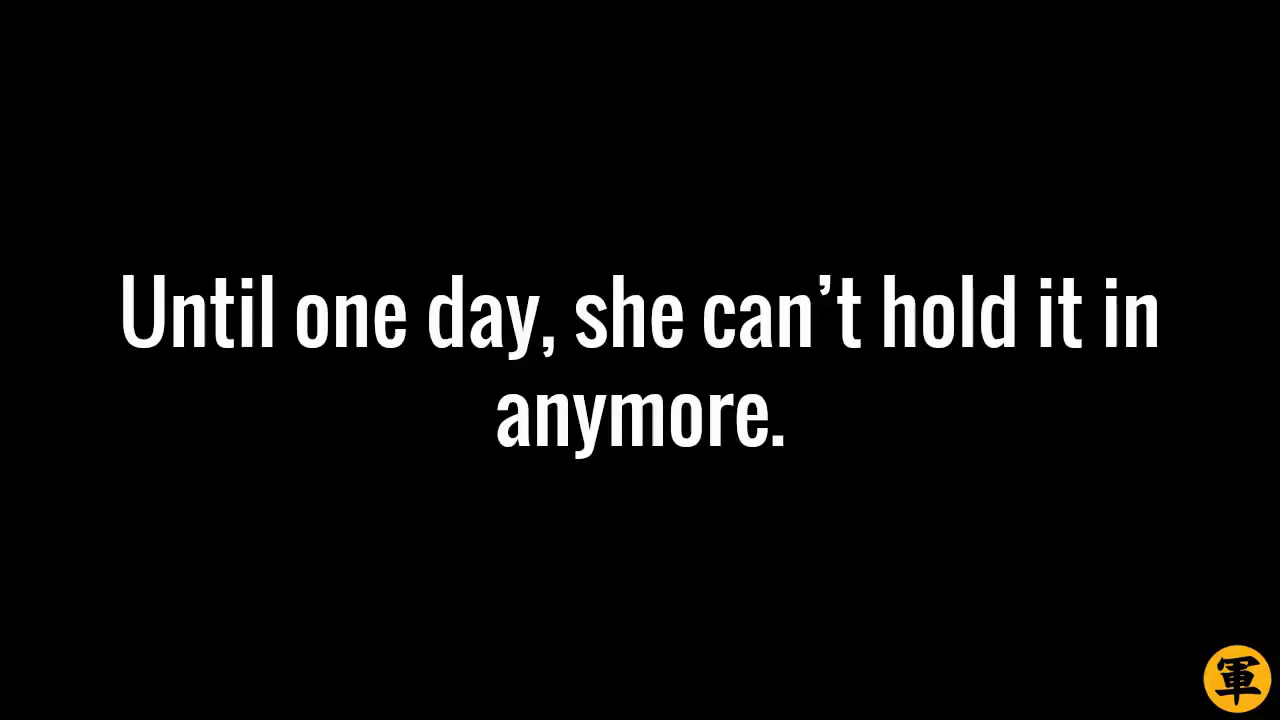 Until one day, she can’t hold it in
anymore.
軍